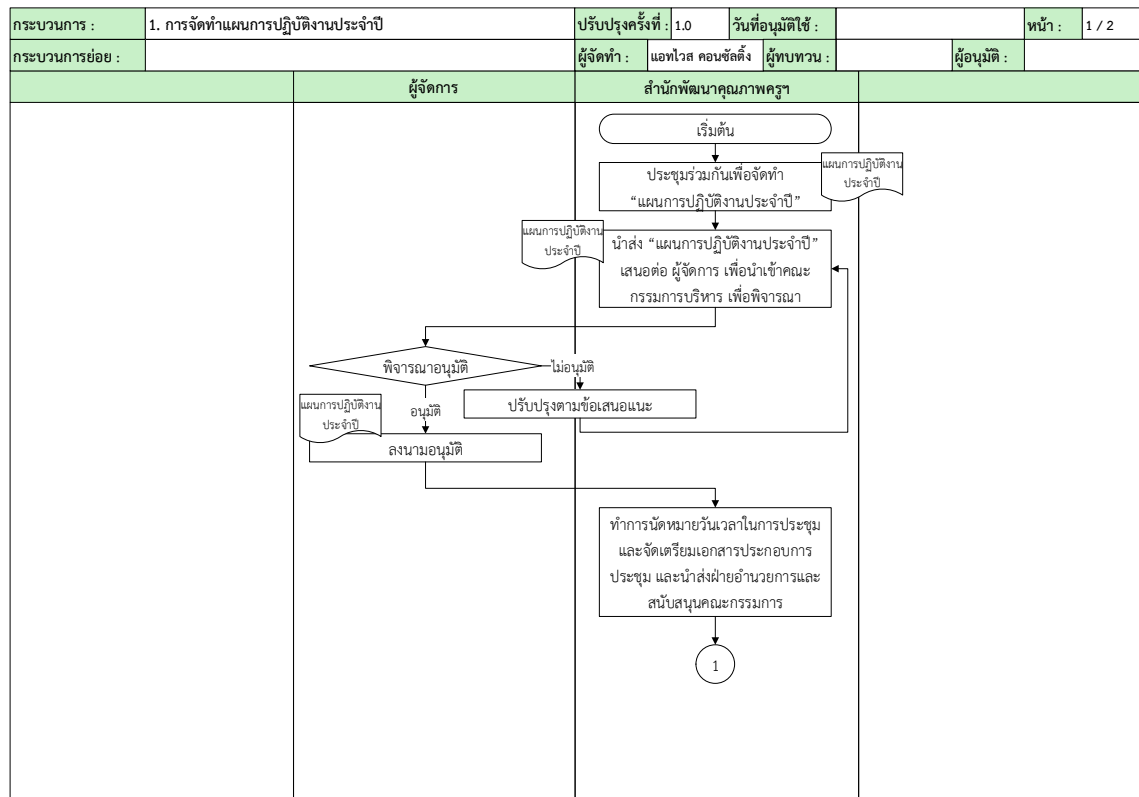 กระบวนการ : 1. การจัดทำแผนการปฏิบัติงานประจำปี ปรับปรุงครั้งที่ : 1.0 วันที่อนุมัติใช้ : หน้า : 1 / 2
กระบวนการย่อย : ผู้จัดทำ : แอทไวส คอนซัลติ้ง ผู้ทบทวน : ผู้อนุมัติ :
ผู้จัดการ สำนักพัฒนาคุณภาพครูฯ
เริ่มต้น
ประชุมร่วมกันเพื่อจัดทำ
“แผนการปฏิบัติงานประจำปี”
แผนการปฏิบัติงาน
ประจำปี
แผนการปฏิบัติงาน
ประจำปี
นำส่ง “แผนการปฏิบัติงานประจำปี”
เสนอต่อ ผู้จัดการ เพื่อนำเข้าคณะ
กรรมการบริหาร เพื่อพิจารณา
พิจารณาอนุมัติ
ไม่อนุมัติ
ปรับปรุงตามข้อเสนอแนะ
อนุมัติ
แผนการปฏิบัติงาน
ประจำปี
ลงนามอนุมัติ
ทำการนัดหมายวันเวลาในการประชุม
และจัดเตรียมเอกสารประกอบการ
ประชุม และนำส่งฝ่ายอำนวยการและ
สนับสนุนคณะกรรมการ
1